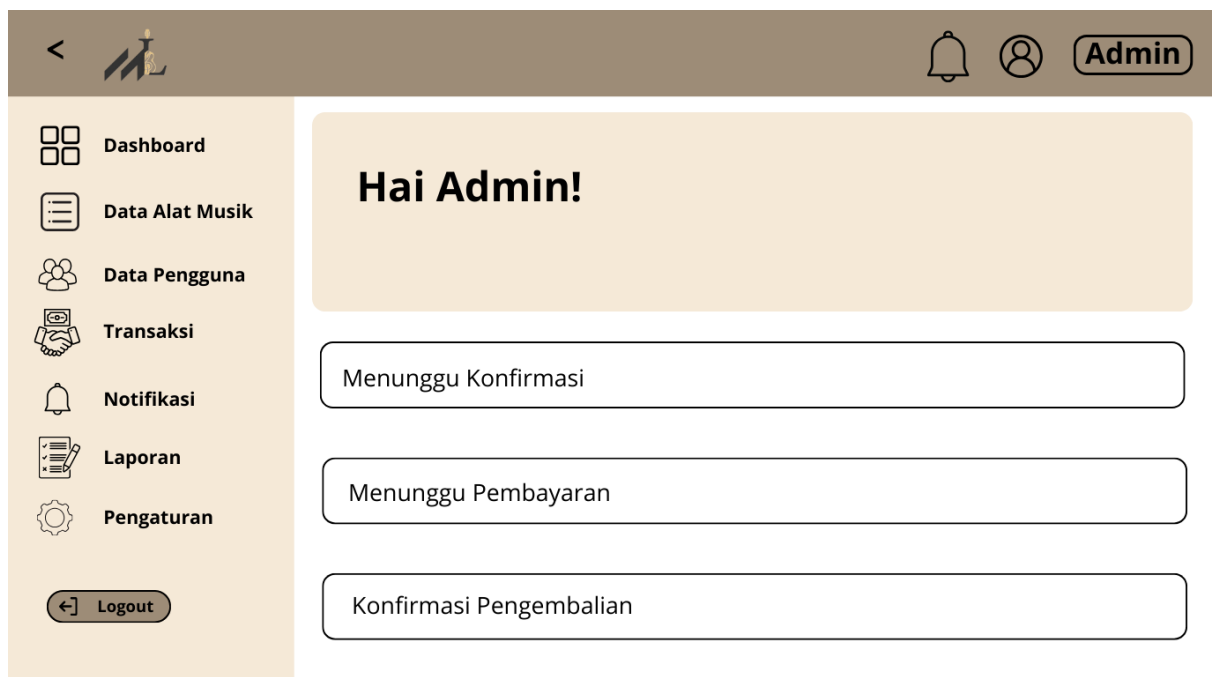 <
ML
Admin
Dashboard
Data Alat Musik
Data Pengguna
Transaksi
Notifikasi
Laporan
Pengaturan
Logout
Hai Admin!
Menunggu Konfirmasi
Menunggu Pembayaran
Konfirmasi Pengembalian